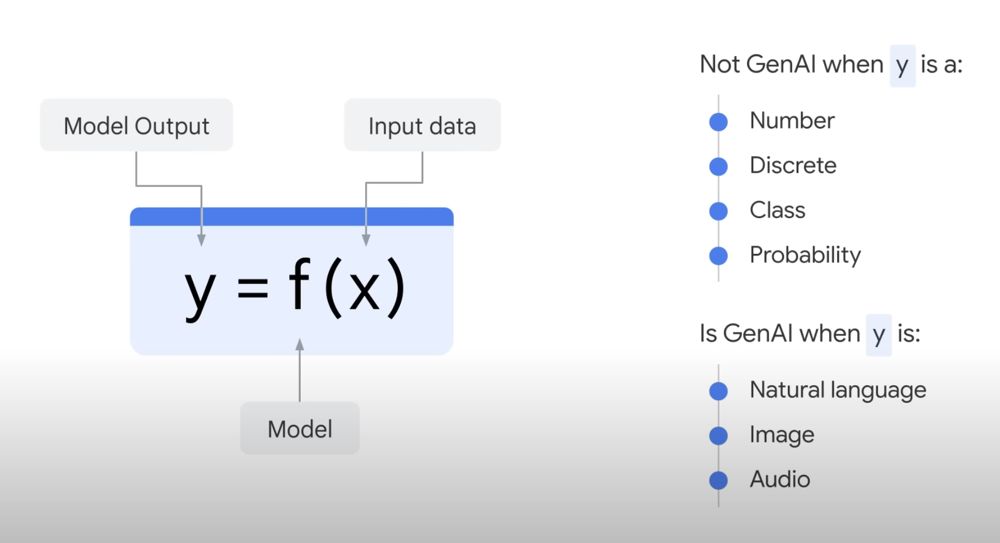 Model Output
Input data
y = f(x)
Model
Not GenAI when y is a:
Number
Discrete
Class
Probability
Is GenAI when y is:
Natural language
Image
Audio